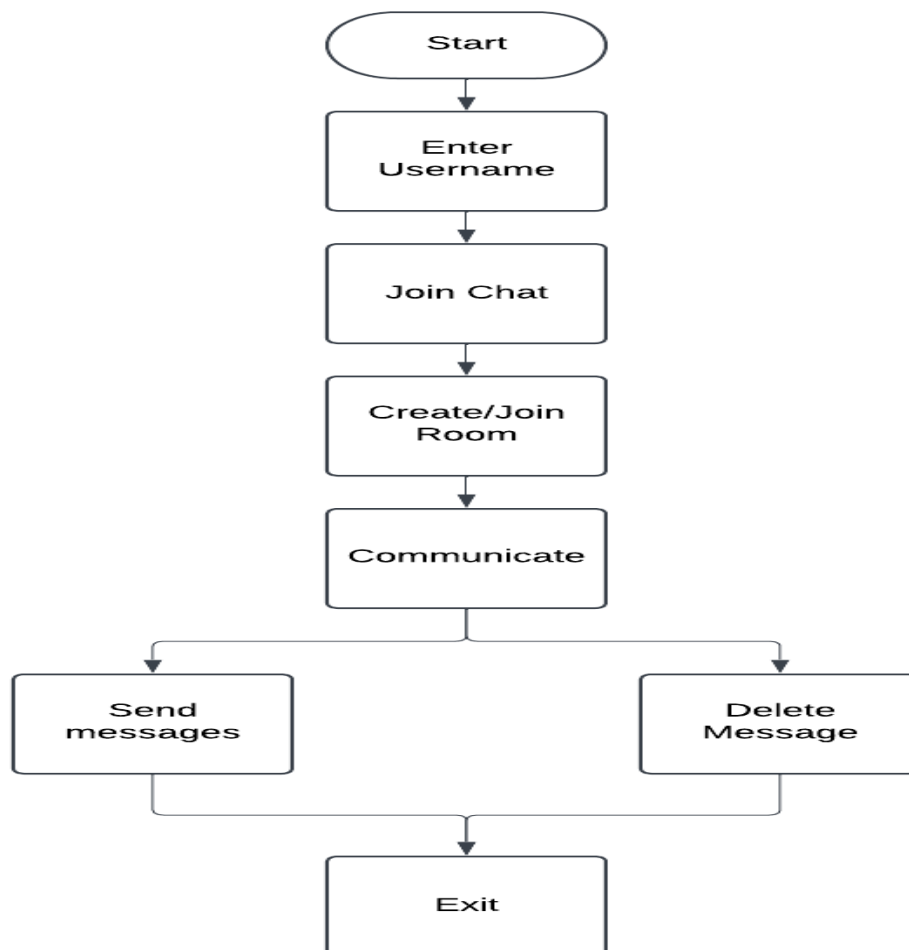 Start
Enter
Username
Join Chat
Create/Join
Room
Communicate
Send
messages
Delete
Message
Exit